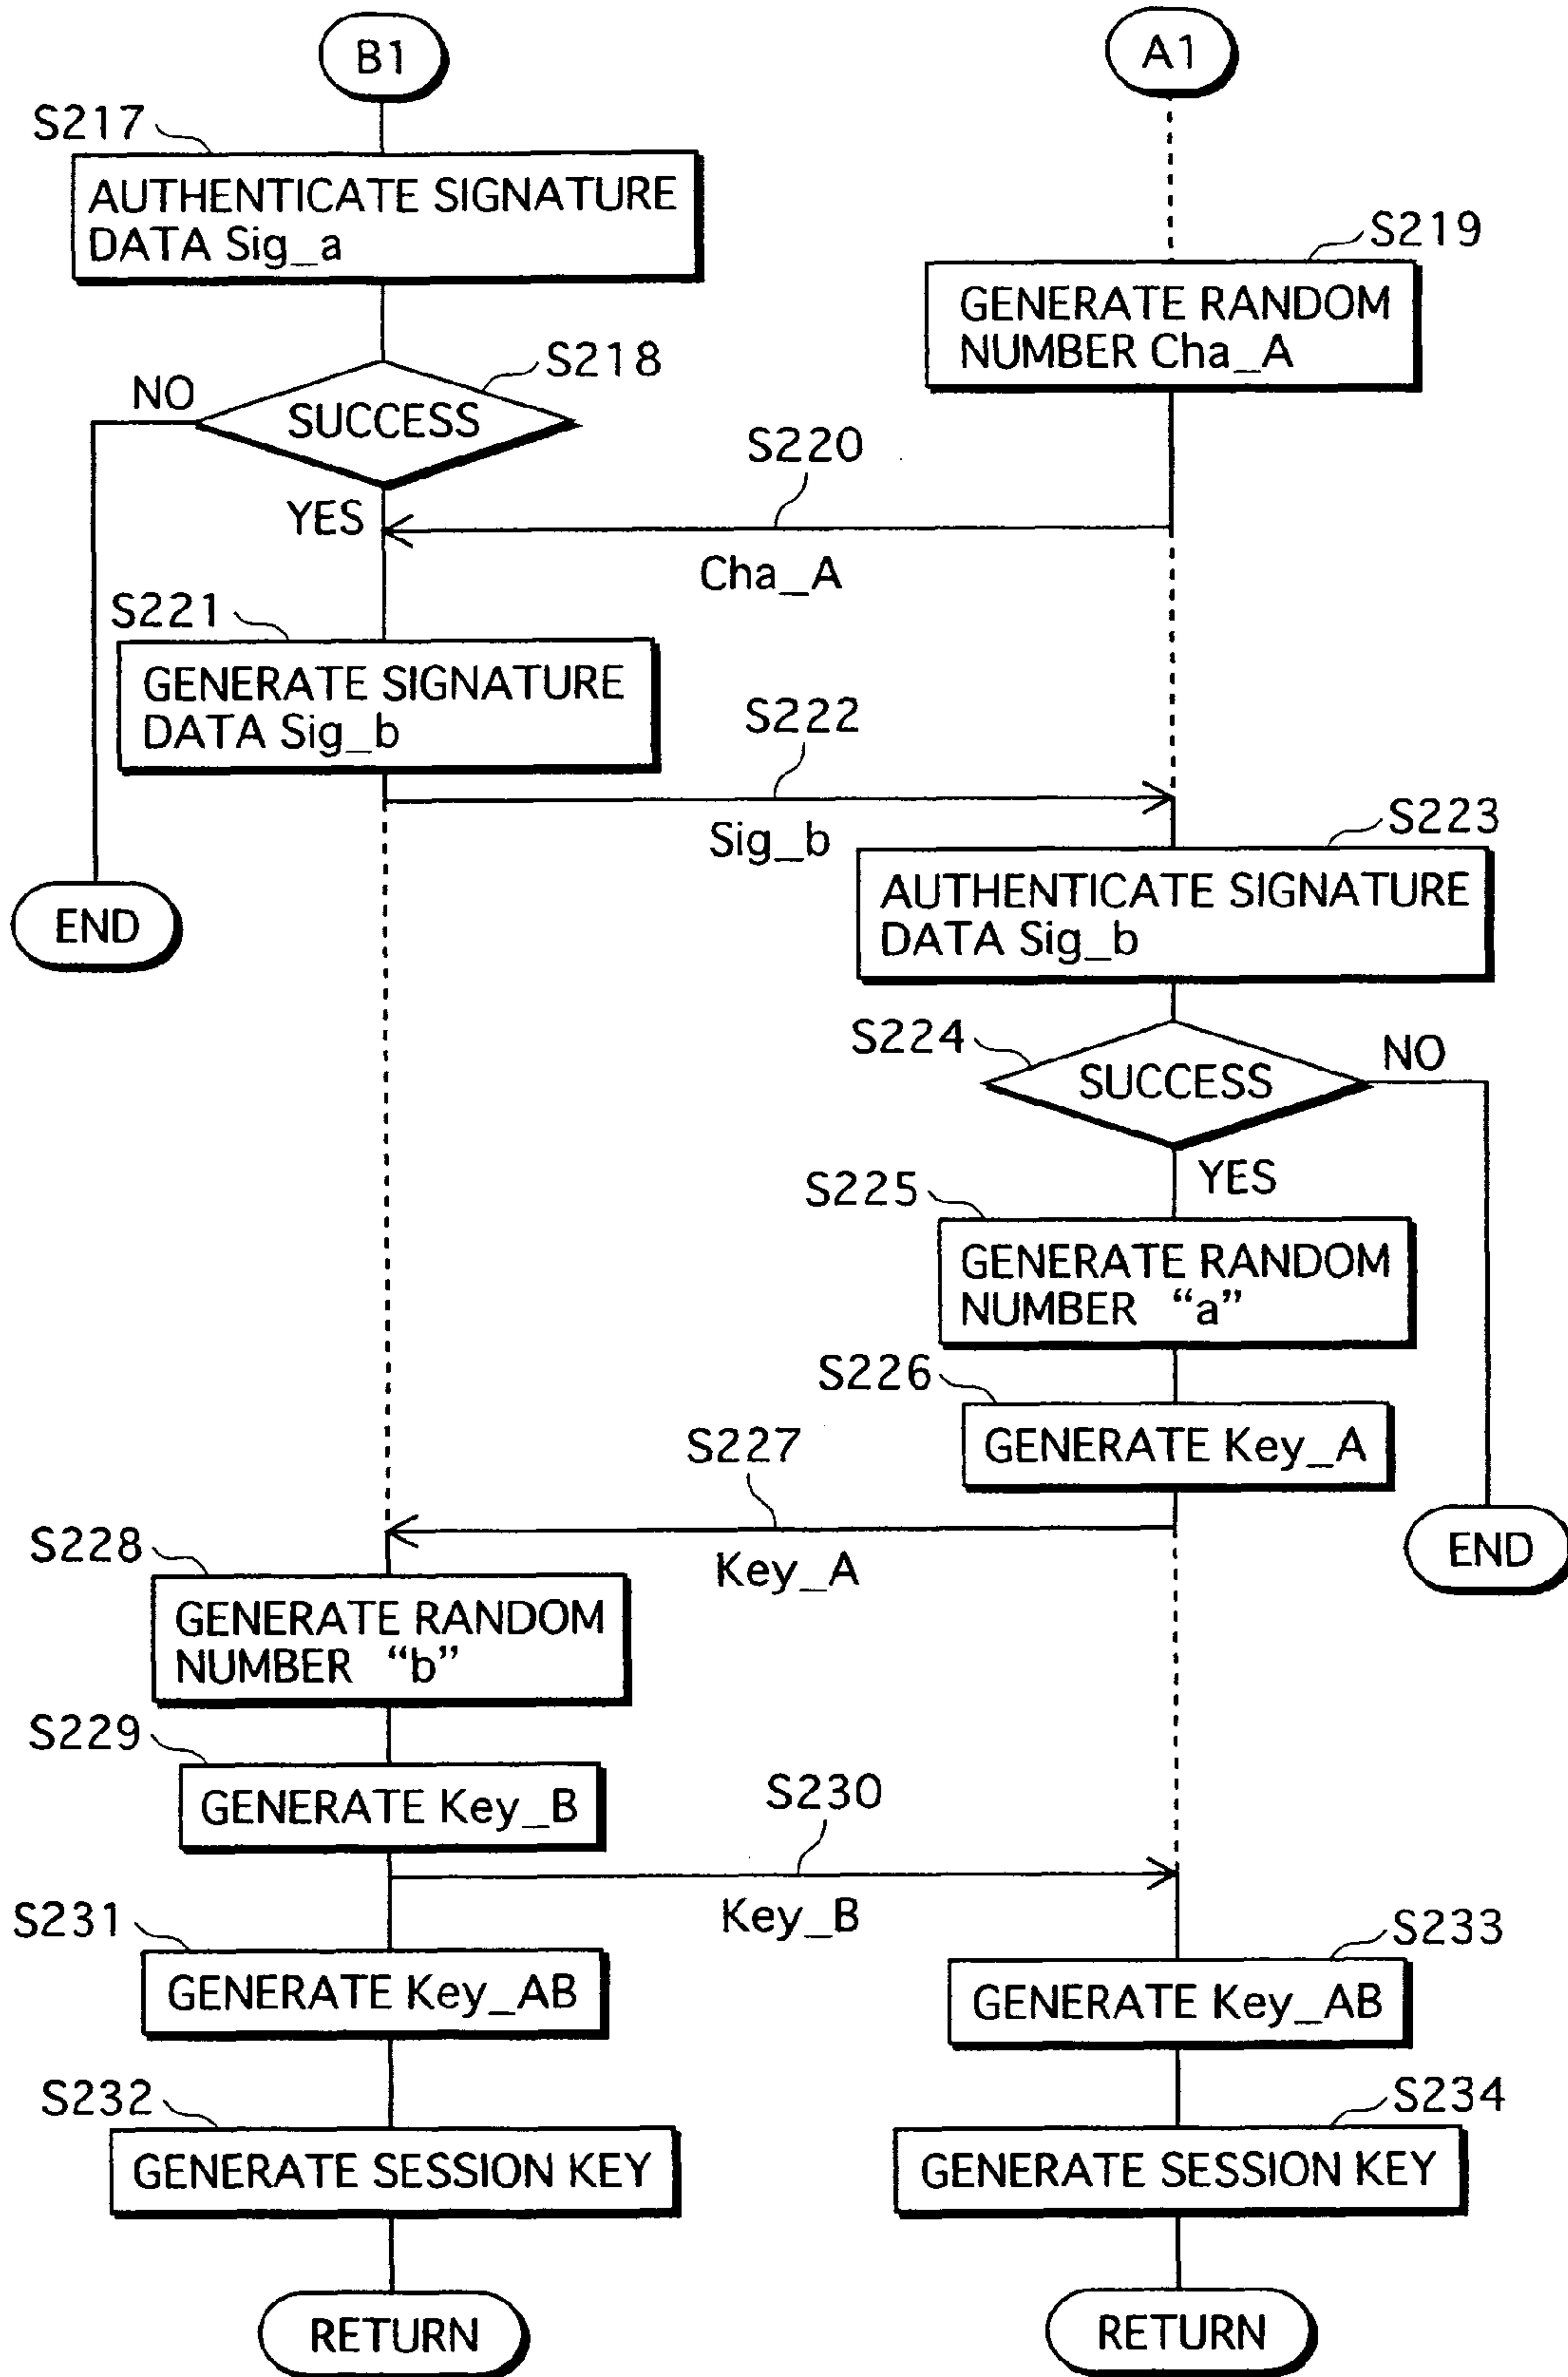 B1
A1
S217
AUTHENTICATE SIGNATURE
DATA Sig_a
S219
GENERATE RANDOM
NUMBER Cha_A
S218
NO
SUCCESS
S220
YES
Cha_A
S221
GENERATE SIGNATURE
DATA Sig_b
S222
Sig_b
S223
AUTHENTICATE SIGNATURE
DATA Sig_b
END
S224
NO
SUCCESS
YES
S225
GENERATE RANDOM
NUMBER “a”
S226
GENERATE Key_A
S227
Key_A
END
S228
GENERATE RANDOM
NUMBER “b”
S229
GENERATE Key_B
S230
Key_B
S231
GENERATE Key_AB
S233
GENERATE Key_AB
S232
GENERATE SESSION KEY
S234
GENERATE SESSION KEY
RETURN
RETURN